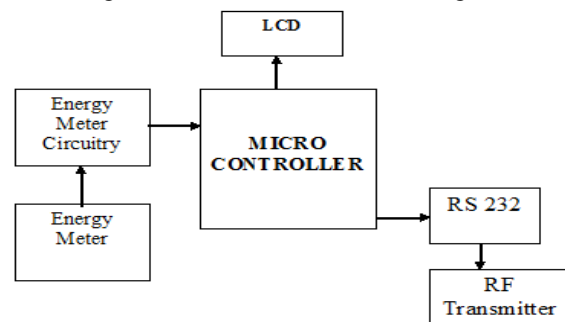 LCD
Energy
Meter
Circuitry
MICRO
CONTROLLER
Energy
Meter
RS 232
RF
Transmitter